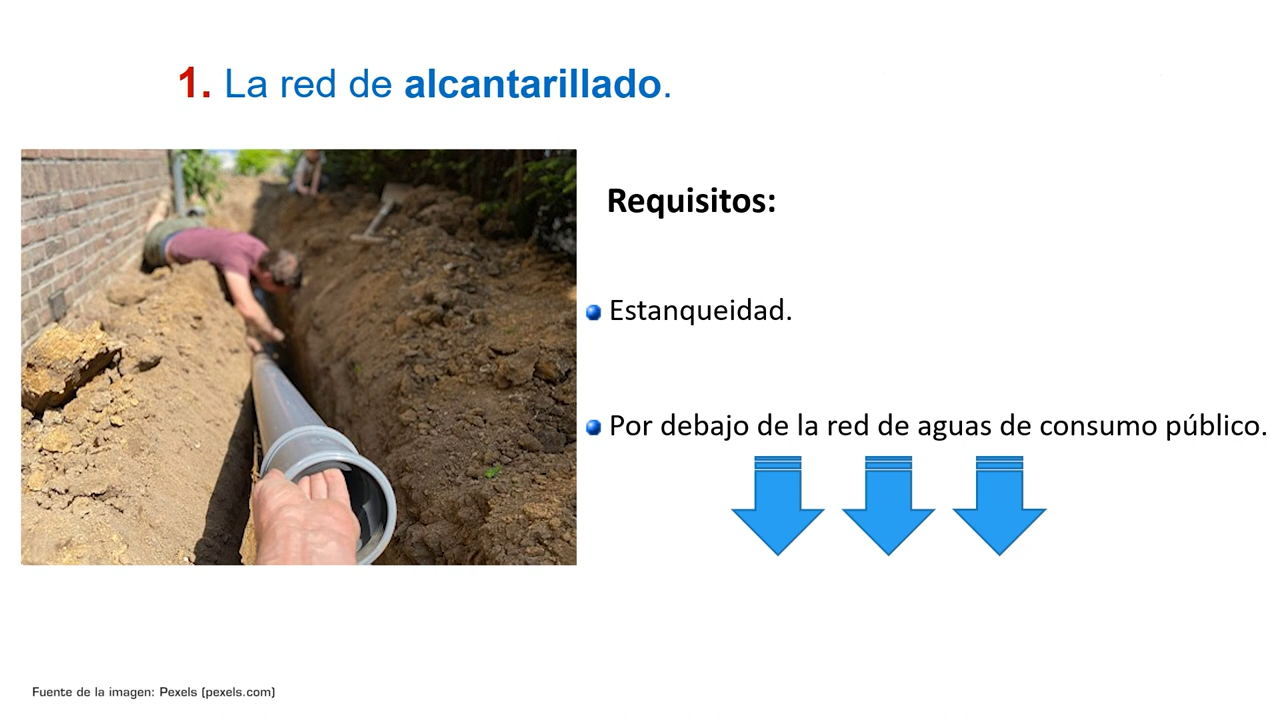 1. La red de alcantarillado.
Requisitos:
Estanqueidad.
Por debajo de la red de aguas de consumo público.
Fuente de la imagen: Pexels (pexels.com)